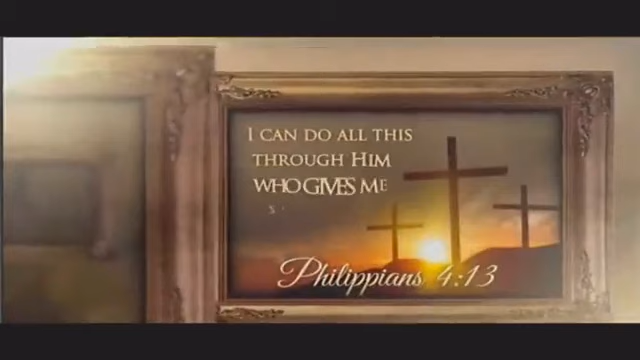 I CAN DO ALL THIS
THROUGH HIM
WHO GIVES ME
Philippians 4:13